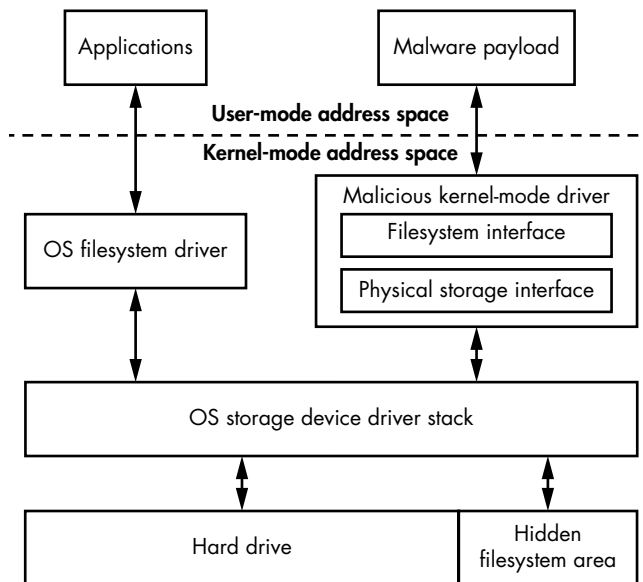 Applications
Malware payload
User-mode address space
Kernel-mode address space
Malicious kernel-mode driver
Filesystem interface
OS filesystem driver
Physical storage interface
OS storage device driver stack
Hard drive
Hidden
filesystem area